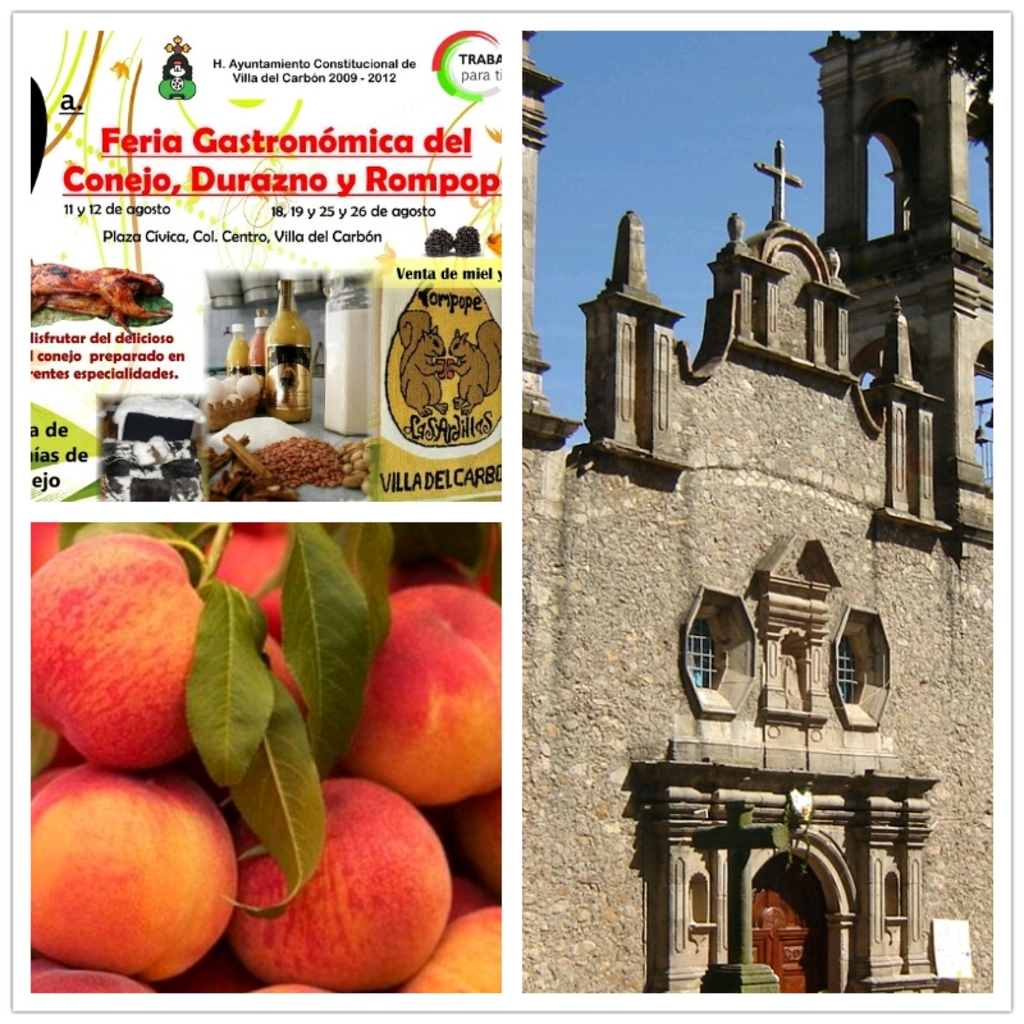 H. Ayuntamiento Constitucional de
Villa del Carbón 2009 - 2012
TRABA
para ti
a.
Feria Gastronómica del
Conejo, Durazno y Rompop
11 y 12 de agosto
18, 19 y 25 y 26 de agosto
Plaza Cívica, Col. Centro, Villa del Carbón
Venta de miel y
Rompope
Las Ardillas
VILLA DEL CARBO
disfrutar del delicioso
l conejo preparado en
rentes especialidades.
a de
ías de
ejo